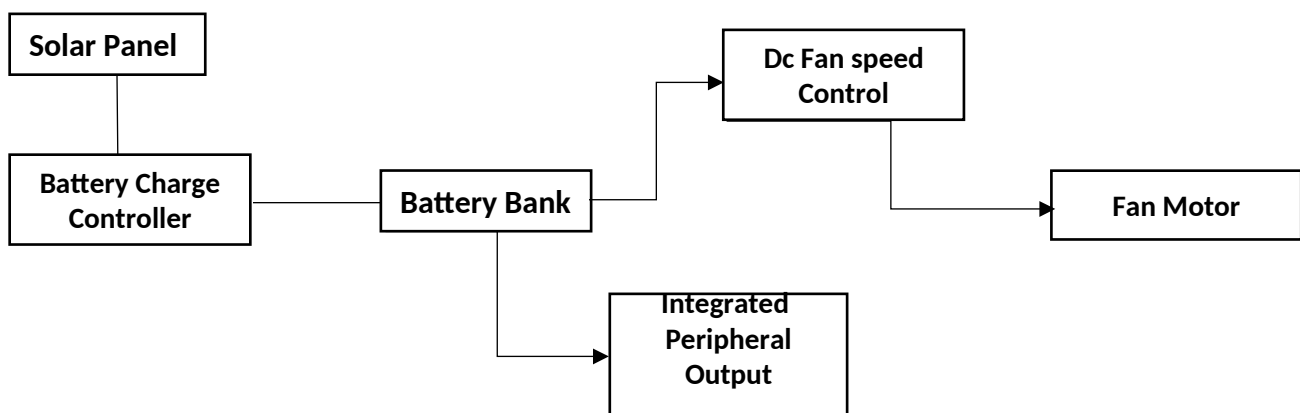 Solar Panel
Dc Fan speed
Control
Battery Charge
Controller
Battery Bank
Fan Motor
Integrated
Peripheral
Output